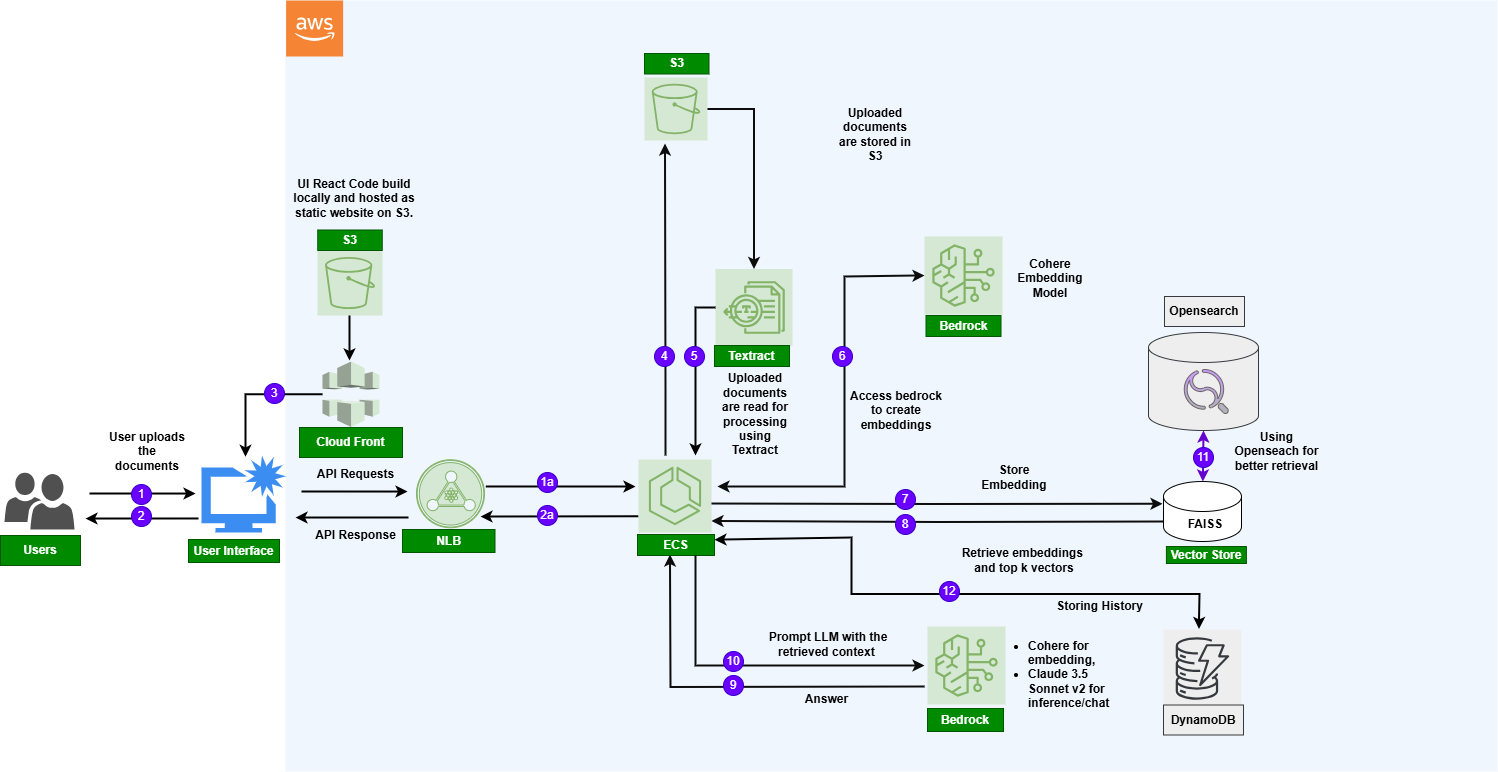 aws
S3
Uploaded
documents
are stored in
S3
UI React Code build
locally and hosted as
static website on S3.
S3
Cohere
Embedding
Model
Bedrock
Opensearch
4
5
Textract
6
Uploaded
documents
are read for
processing
using
Textract
Access bedrock
to create
embeddings
3
Cloud Front
User uploads
the
documents
Using
Openseach for
better retrieval
11
API Requests
1a
Store
Embedding
1
7
2
2a
8
FAISS
API Response
NLB
ECS
Users
User Interface
Vector Store
Retrieve embeddings
and top k vectors
12
Storing History
Prompt LLM with the
retrieved context
10
9
Answer
Cohere for
embedding,
Claude 3.5
Sonnet v2 for
inference/chat
Bedrock
DynamoDB